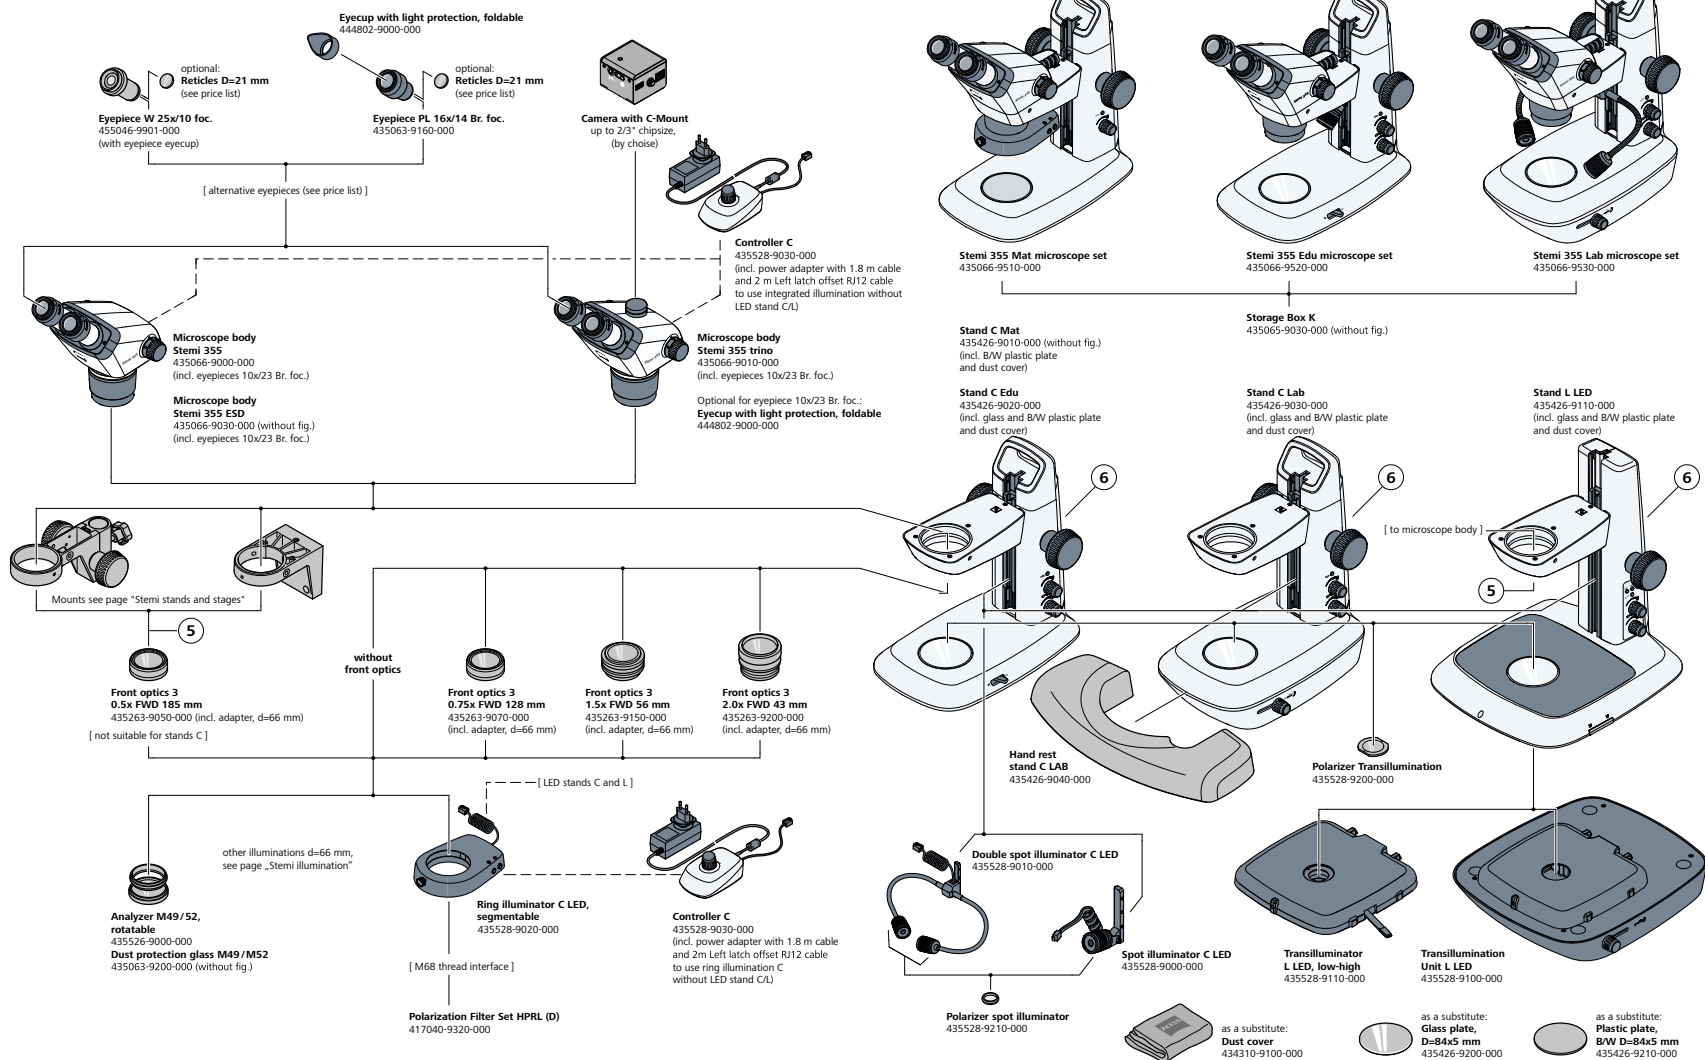 Eyecup with light protection, foldable
444802-9000-000
optional:
Reticles D=21 mm
(see price list)
optional:
Reticles D=21 mm
(see price list)
Eyepiece W 25x/10 foc.
455046-9901-000
(with eyepiece eyecup)
Eyepiece PL 16x/14 Br. foc.
435063-9160-000
Camera with C-Mount
up to 2/3" chipsize,
(by choise)
[ alternative eyepieces (see price list) ]
Controller C
435528-9030-000
(incl. power adapter with 1.8 m cable
and 2 m Left latch offset RJ12 cable
to use integrated illumination without
LED stand C/L)
Stemi 355 Mat microscope set
435066-9510-000
Stemi 355 Edu microscope set
435066-9520-000
Stemi 355 Lab microscope set
435066-9530-000
Storage Box K
435065-9030-000 (without fig.)
Microscope body
Stemi 355
435066-9000-000
(incl. eyepieces 10x/23 Br. foc.)
Microscope body
Stemi 355 ESD
435066-9030-000 (without fig.)
(incl. eyepieces 10x/23 Br. foc.)
Microscope body
Stemi 355 trino
435066-9010-000
(incl. eyepieces 10x/23 Br. foc.)
Optional for eyepiece 10x/23 Br. foc.:
Eyecup with light protection, foldable
444802-9000-000
Stand C Mat
435426-9010-000 (without fig.)
(incl. B/W plastic plate
and dust cover)
Stand C Edu
435426-9020-000
(incl. glass and B/W plastic plate
and dust cover)
Stand C Lab
435426-9030-000
(incl. glass and B/W plastic plate
and dust cover)
Stand L LED
435426-9110-000
(incl. glass and B/W plastic plate
and dust cover)
6
6
6
[ to microscope body ]
5
Mounts see page "Stemi stands and stages"
5
without
front optics
Front optics 3
0.5x FWD 185 mm
435263-9050-000 (incl. adapter, d=66 mm)
[ not suitable for stands C ]
Front optics 3
0.75x FWD 128 mm
435263-9070-000
(incl. adapter, d=66 mm)
Front optics 3
1.5x FWD 56 mm
435263-9150-000
(incl. adapter, d=66 mm)
Front optics 3
2.0x FWD 43 mm
435263-9200-000
(incl. adapter, d=66 mm)
Hand rest
stand C LAB
435426-9040-000
Polarizer Transillumination
435528-9200-000
[ LED stands C and L ]
other illuminations d=66 mm,
see page „Stemi illumination"
Analyzer M49/52,
rotatable
435526-9000-000
Dust protection glass M49/M52
435063-9200-000 (without fig.)
Ring illuminator C LED,
segmentable
435528-9020-000
[ M68 thread interface ]
Polarization Filter Set HPRL (D)
417040-9320-000
Controller C
435528-9030-000
(incl. power adapter with 1.8 m cable
and 2m Left latch offset RJ12 cable
to use ring illumination C
without LED stand C/L)
Double spot illuminator C LED
435528-9010-000
Spot illuminator C LED
435528-9000-000
Polarizer spot illuminator
435528-9210-000
Transilluminator
L LED, low-high
435528-9110-000
Transillumination
Unit L LED
435528-9100-000
ZEISS
as a substitute:
Dust cover
434310-9100-000
as a substitute:
Glass plate,
D=84x5 mm
435426-9200-000
as a substitute:
Plastic plate,
B/W D=84x5 mm
435426-9210-000